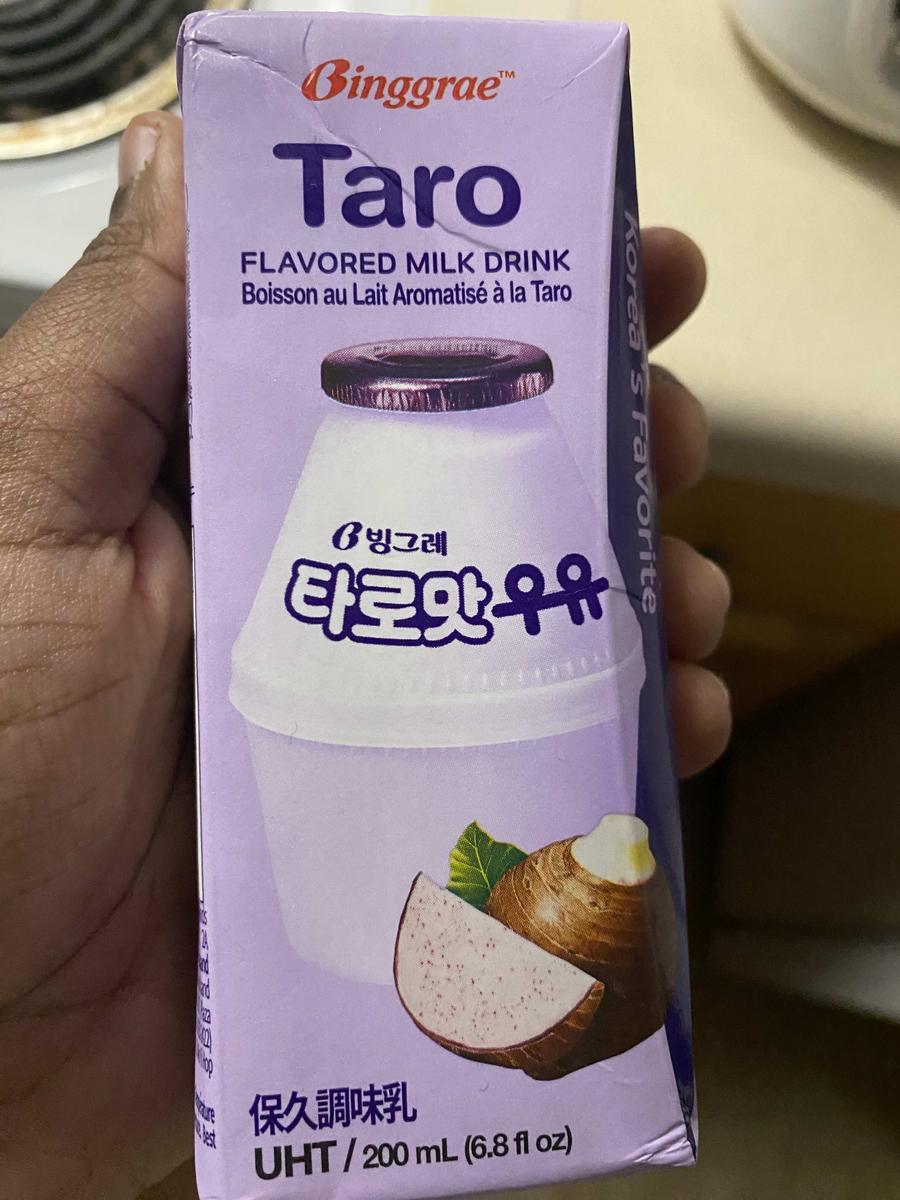 Binggrae™
Taro
FLAVORED MILK DRINK
Boisson au Lait Aromatisé à la Taro
빙그레
타로맛우유
保久調味乳
UHT / 200 mL (6.8 fl oz)
Korea's Favorite